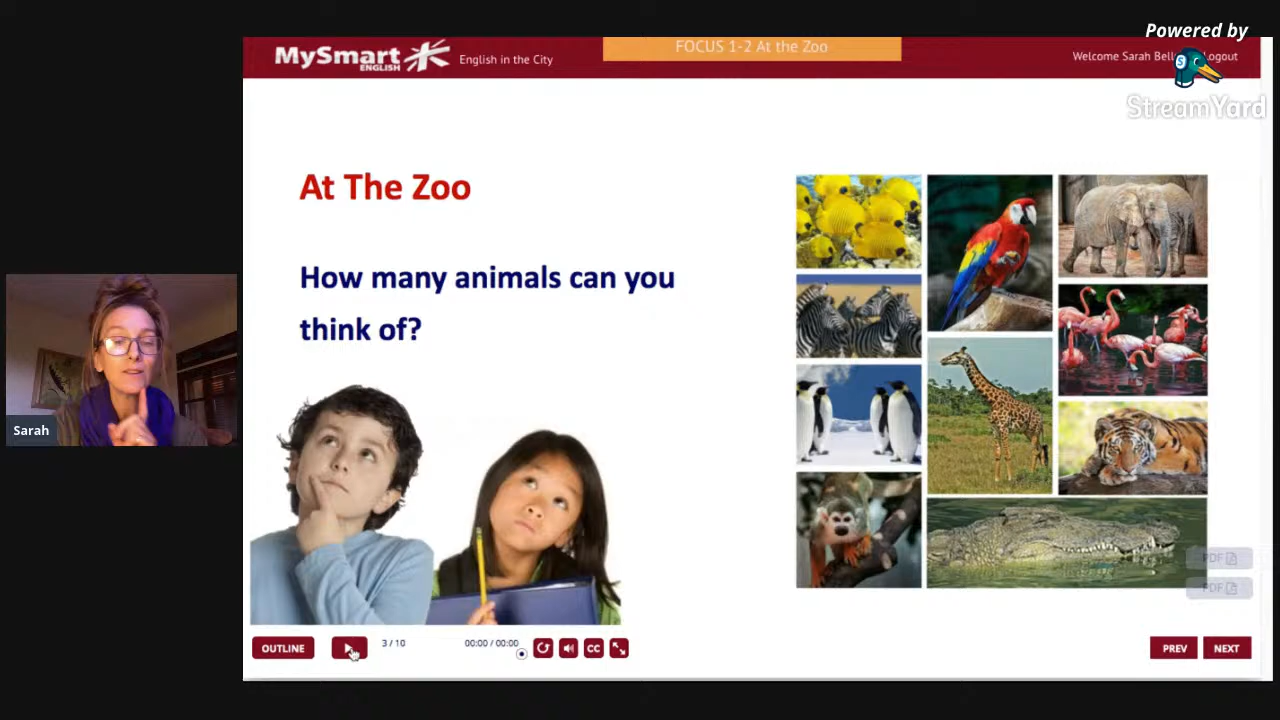 Powered by
StreamYard
MySmart
ENGLISH
English in the City
FOCUS 1-2 At the Zoo
Welcome Sarah Bell
Logout
At The Zoo
How many animals can you
think of?
Sarah
PDF
PDF
OUTLINE
3 / 10
00:00 / 00:00
CC
PREV
NEXT